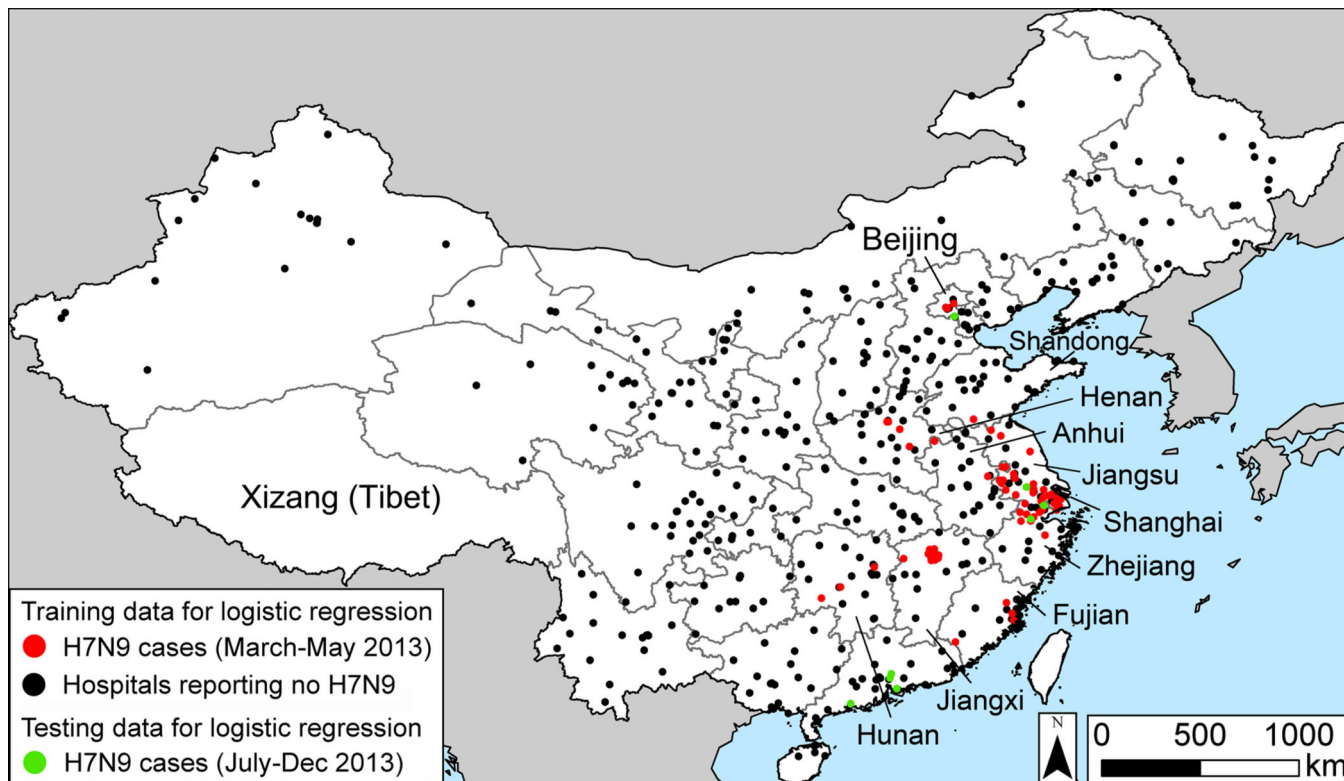 Beijing
Shandong
Henan
Anhui
Jiangsu
Shanghai
Zhejiang
Fujian
Jiangxi
Hunan
Xizang (Tibet)
Training data for logistic regression
H7N9 cases (March-May 2013)
Hospitals reporting no H7N9
Testing data for logistic regression
H7N9 cases (July-Dec 2013)
N
0 500 1000
km